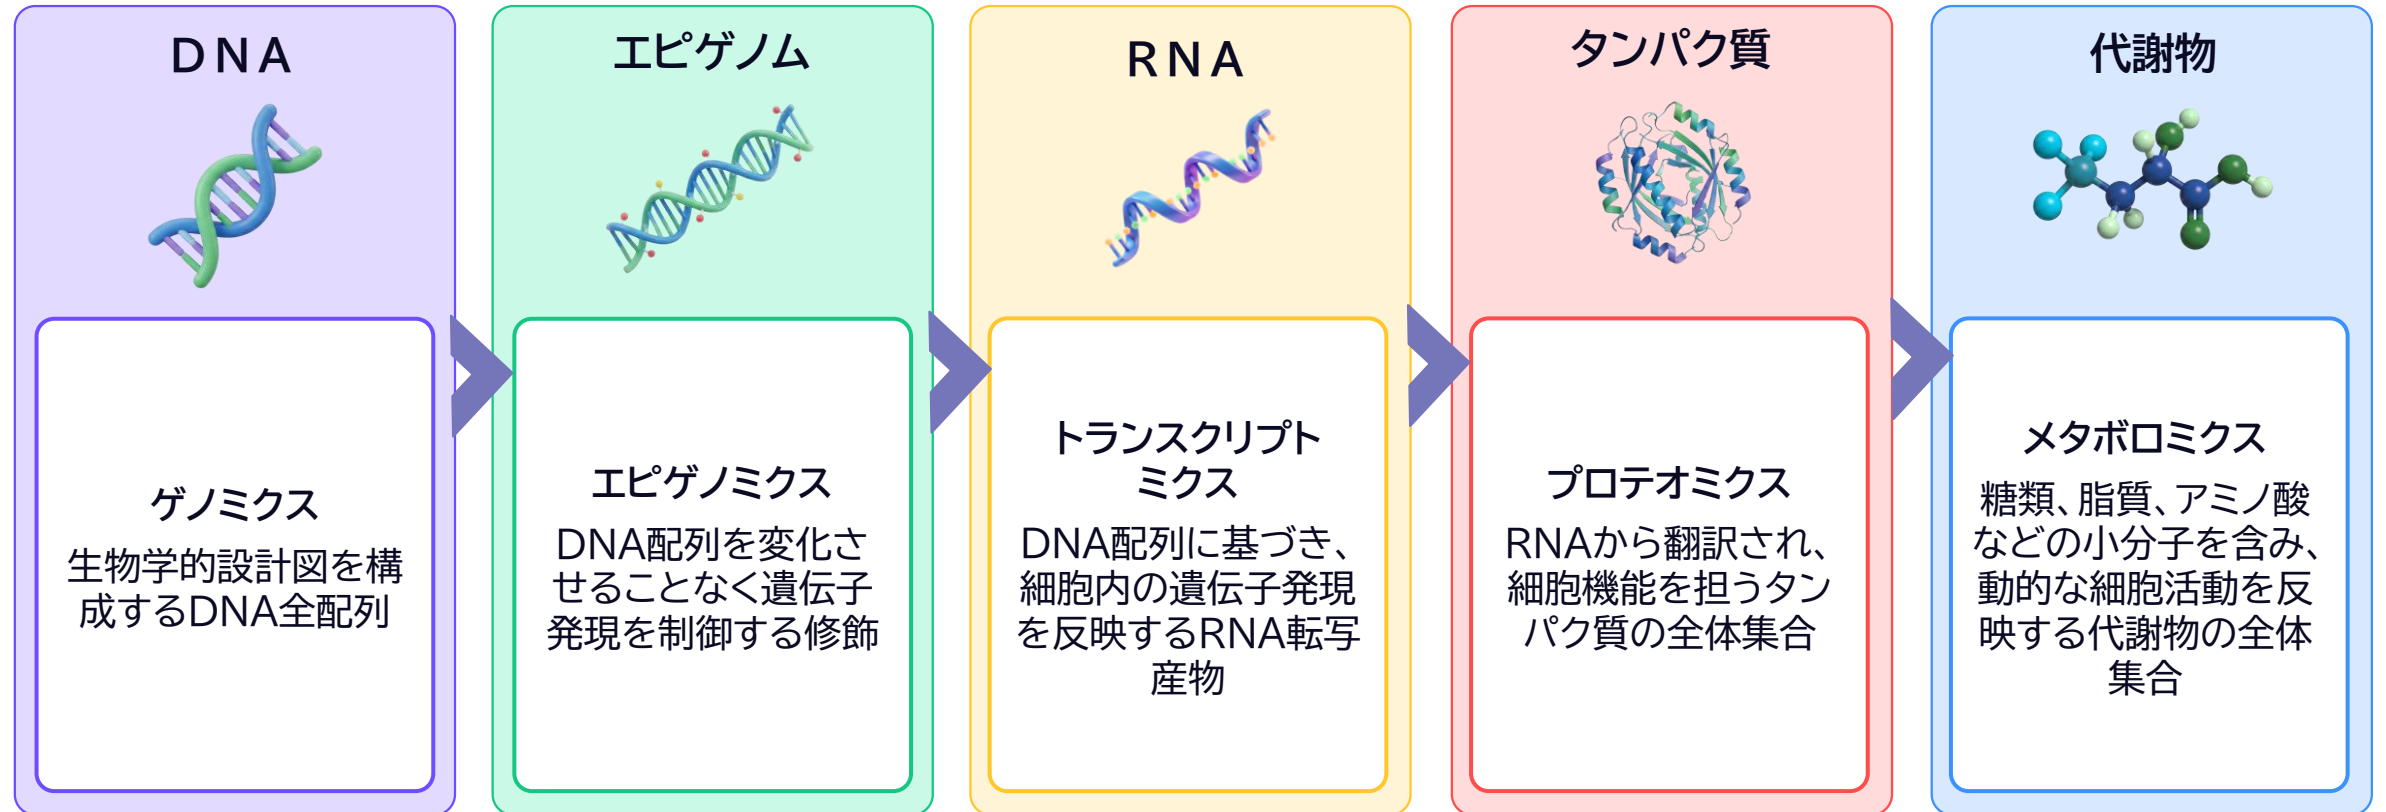 DNA
ゲノミクス
生物学的設計図を構
成するDNA全配列
エピゲノム
エピゲノミクス
DNA配列を変化さ
せることなく遺伝子
発現を制御する修飾
RNA
トランスクリプト
ミクス
DNA配列に基づき、
細胞内の遺伝子発現
を反映するRNA転写
産物
タンパク質
プロテオミクス
RNAから翻訳され、
細胞機能を担うタン
パク質の全体集合
代謝物
メタボロミクス
糖類、脂質、アミノ酸
などの小分子を含み、
動的な細胞活動を反
映する代謝物の全体
集合